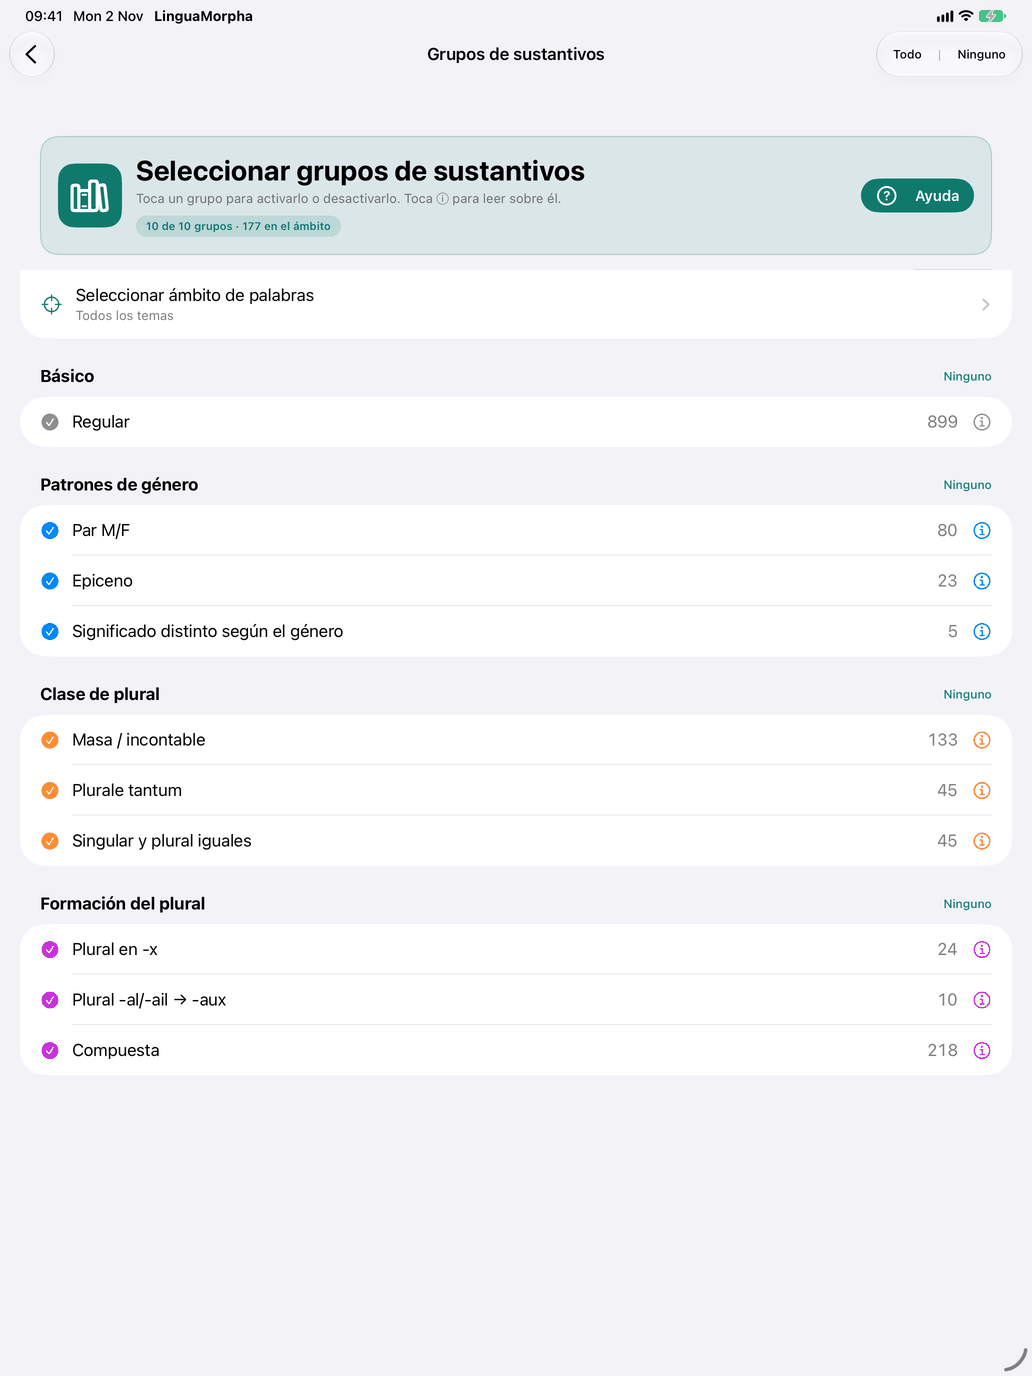 09:41 Mon 2 Nov LinguaMorpha
Grupos de sustantivos
Todo | Ninguno
Seleccionar grupos de sustantivos
Toca un grupo para activarlo o desactivarlo. Toca ⓘ para leer sobre él.
10 de 10 grupos · 177 en el ámbito
Ayuda
Seleccionar ámbito de palabras
Todos los temas
Básico Ninguno
Regular 899
Patrones de género Ninguno
Par M/F 80
Epiceno 23
Significado distinto según el género 5
Clase de plural Ninguno
Masa / incontable 133
Plurale tantum 45
Singular y plural iguales 45
Formación del plural Ninguno
Plural en -x 24
Plural -al/-ail → -aux 10
Compuesta 218